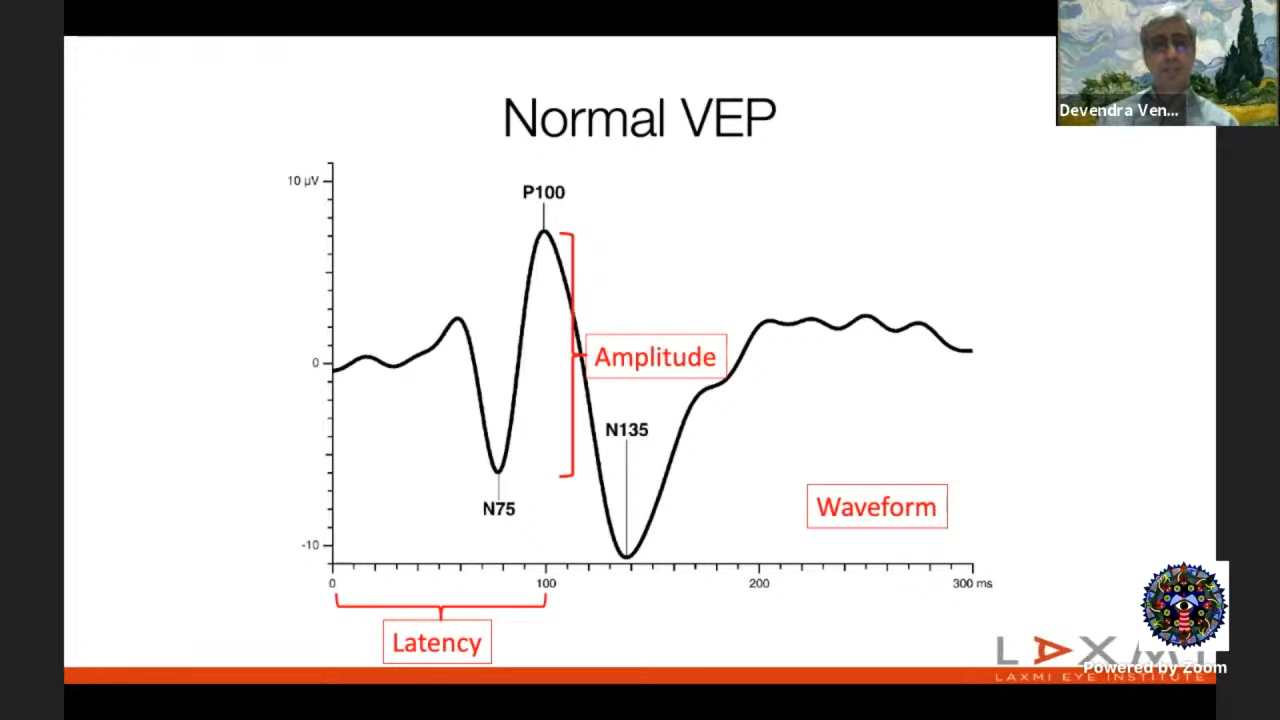 Devendra Ven...
Normal VEP
10 µV
P100
0
Amplitude
N135
N75
Waveform
-10
0
100
200
300 ms
Latency
Powered by Zoom
LAXMI EYE INSTITUTE